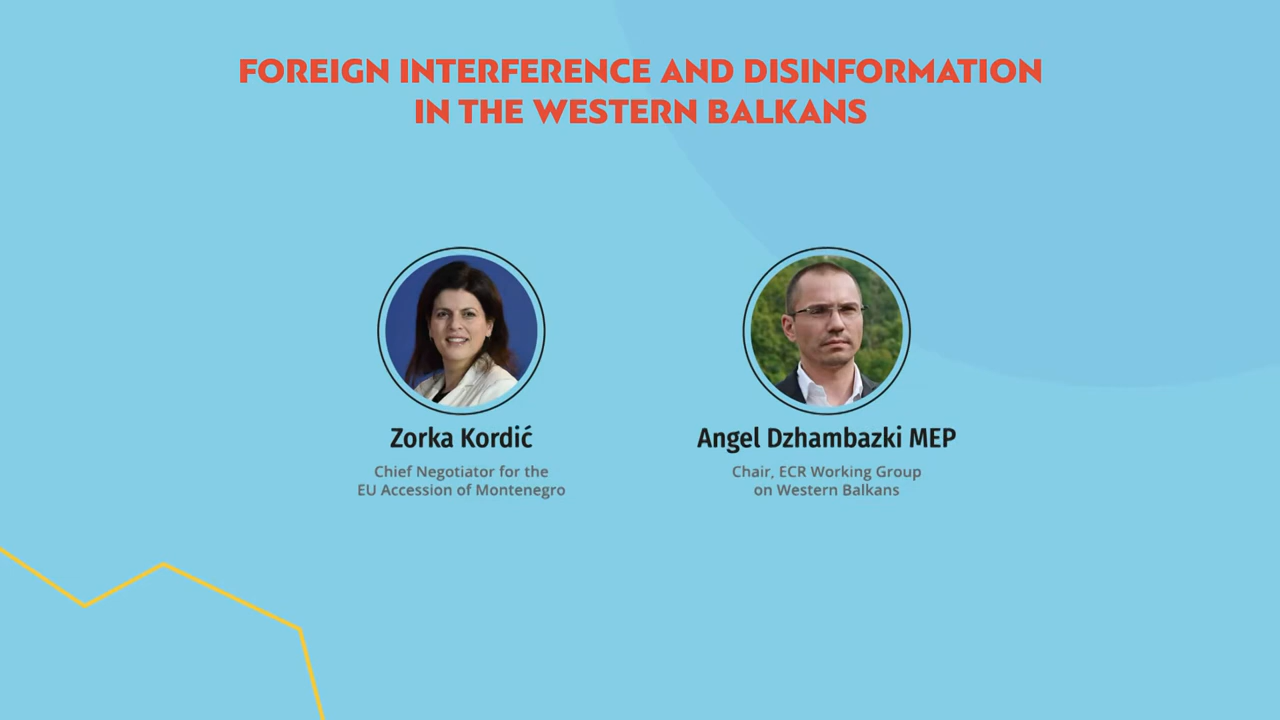 FOREIGN INTERFERENCE AND DISINFORMATION
IN THE WESTERN BALKANS
Zorka Kordić
Chief Negotiator for the
EU Accession of Montenegro
Angel Dzhambazki MEP
Chair, ECR Working Group
on Western Balkans